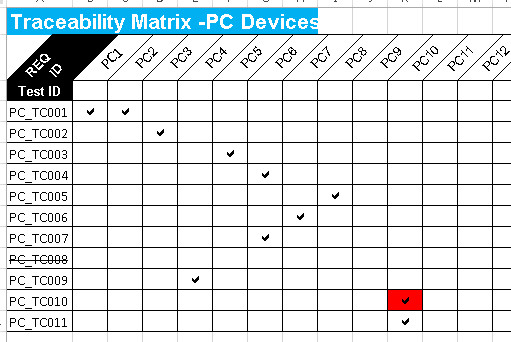 Traceability Matrix -PC Devices
REQ ID
PC1 PC2 PC3 PC4 PC5 PC6 PC7 PC8 PC9 PC10 PC11 PC12
Test ID
PC_TC001 ✔ ✔
PC_TC002 ✔
PC_TC003 ✔
PC_TC004 ✔
PC_TC005 ✔
PC_TC006 ✔
PC_TC007 ✔
PC_TC008
PC_TC009 ✔
PC_TC010 ✔
PC_TC011 ✔